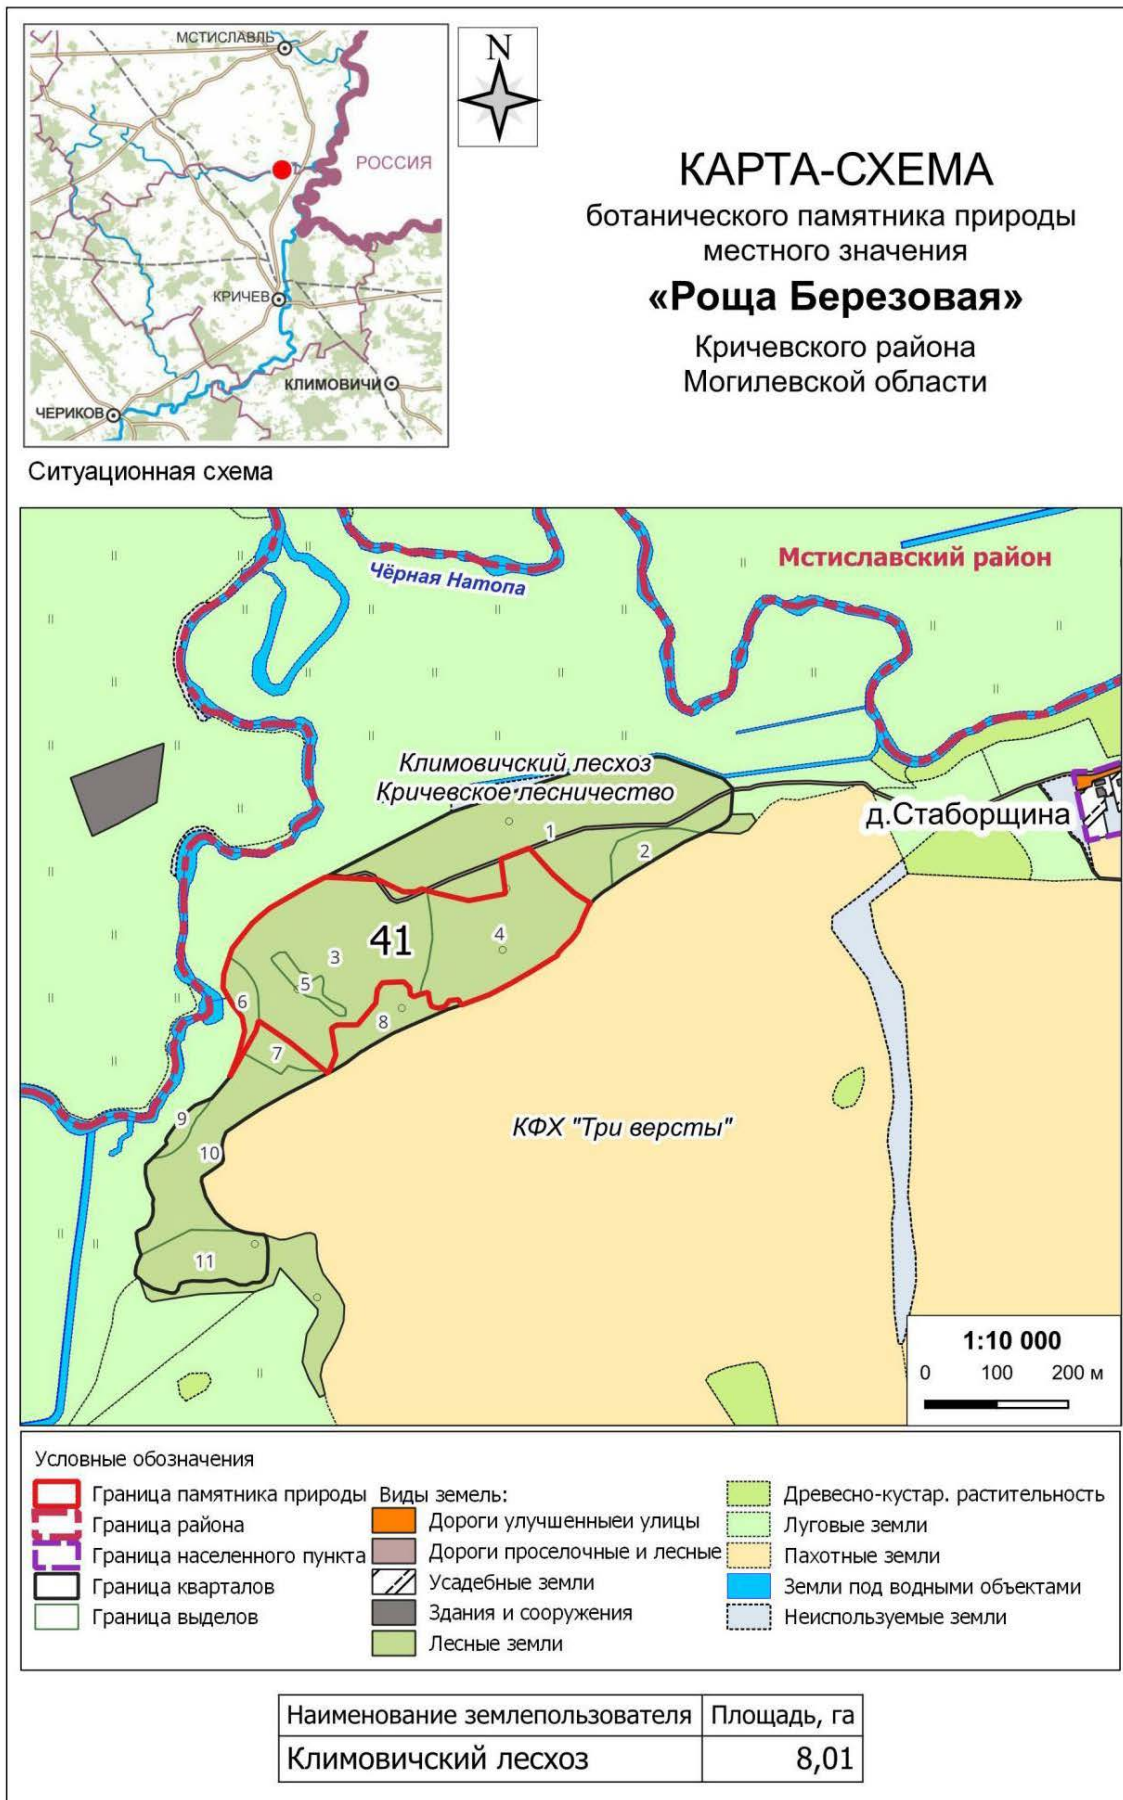 МСТИСЛАВЛЬ
РОССИЯ
КРИЧЕВ
КЛИМОВИЧИ
ЧЕРИКОВ
Ситуационная схема
N
КАРТА-СХЕМА
ботанического памятника природы
местного значения
«Роща Березовая»
Кричевского района
Могилевской области
Мстиславский район
Чёрная Натопа
Климовичский лесхоз
Кричевское лесничество
д.Стаборщина
1
2
3
41
4
5
6
7
8
9
10
11
КФХ "Три версты"
1:10 000
0 100 200 м
Условные обозначения
Граница памятника природы
Граница района
Граница населенного пункта
Граница кварталов
Граница выделов
Виды земель:
Дороги улучшенныеи улицы
Дороги проселочные и лесные
Усадебные земли
Здания и сооружения
Лесные земли
Древесно-кустар. растительность
Луговые земли
Пахотные земли
Земли под водными объектами
Неиспользуемые земли
Наименование землепользователя Площадь, га
Климовичский лесхоз 8,01